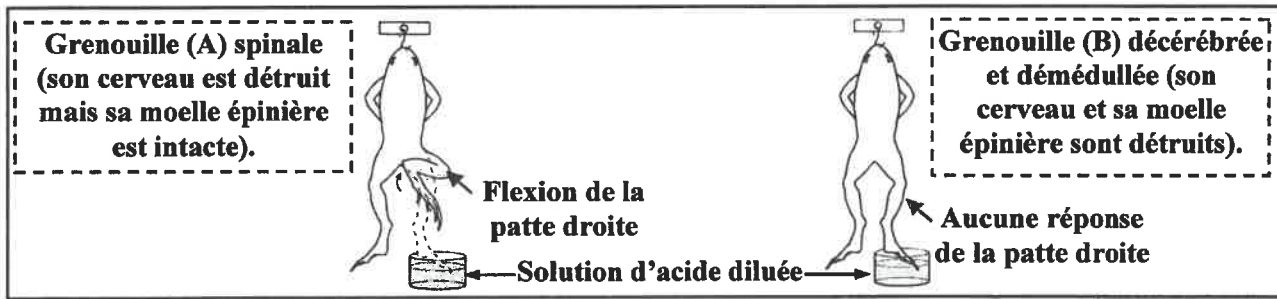 Grenouille (A) spinale
(son cerveau est détruit
mais sa moelle épinière
est intacte).
Flexion de la
patte droite
Solution d'acide diluée
Grenouille (B) décérébrée
et démédullée (son
cerveau et sa moelle
épinière sont détruits).
Aucune réponse
de la patte droite